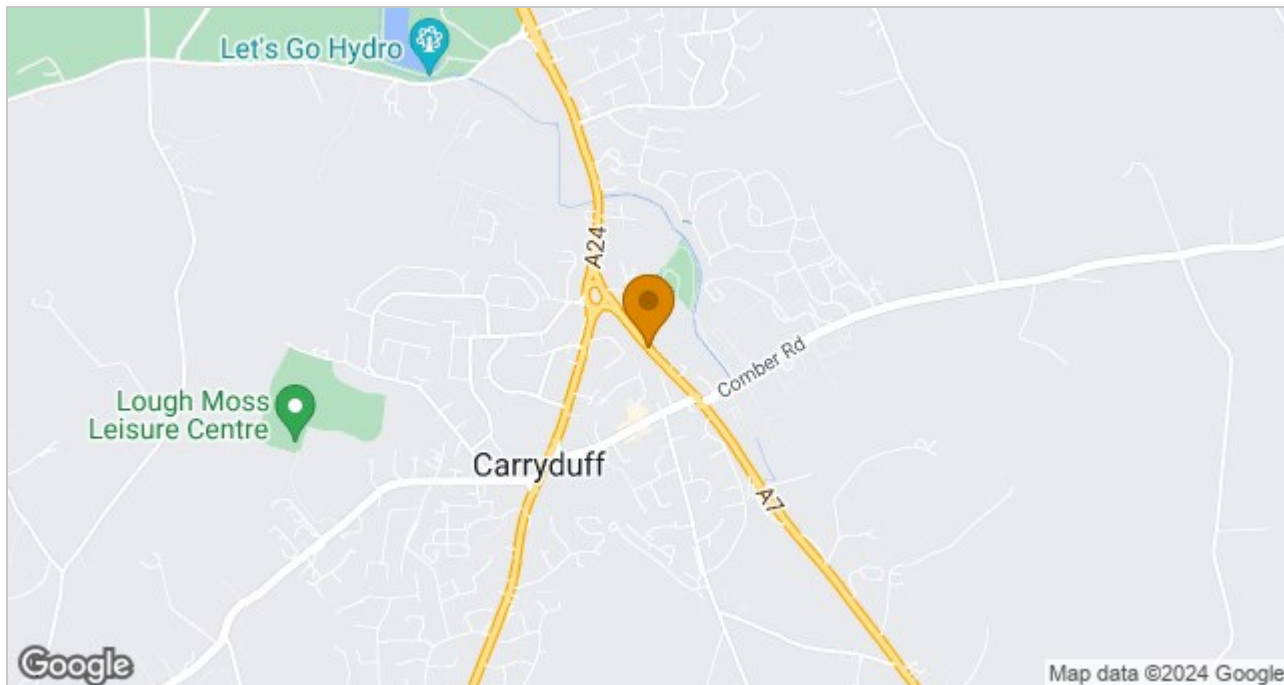 Let's Go Hydro
A24
Comber Rd
Lough Moss
Leisure Centre
Carryduff
A7
Google
Map data ©2024 Google